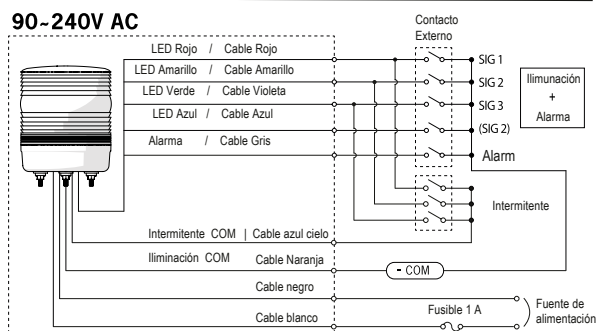 90~240V AC
Contacto
Externo
LED Rojo / Cable Rojo
SIG 1
LED Amarillo / Cable Amarillo
SIG 2
LED Verde / Cable Violeta
SIG 3
LED Azul / Cable Azul
(SIG 2)
Alarma / Cable Gris
Alarm
Ilimunación
+
Alarma
Intermitente
Intermitente COM | Cable azul cielo
Iliminación COM Cable Naranja
- COM
Cable negro
Cable blanco
Fusible 1 A
Fuente de
alimentación